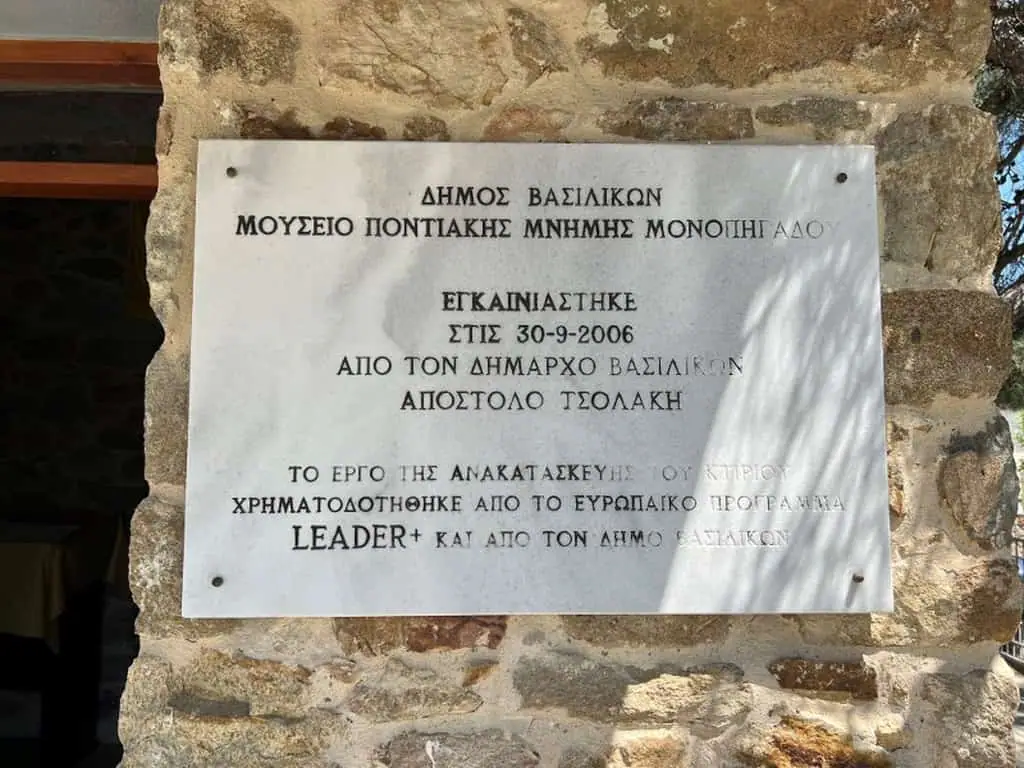 ΔΗΜΟΣ ΒΑΣΙΛΙΚΩΝ
ΜΟΥΣΕΙΟ ΠΟΝΤΙΑΚΗΣ ΜΝΗΜΗΣ ΜΟΝΟΠΗΓΑΔΟΥ
ΕΓΚΑΙΝΙΑΣΤΗΚΕ
ΣΤΙΣ 30-9-2006
ΑΠΟ ΤΟΝ ΔΗΜΑΡΧΟ ΒΑΣΙΛΙΚΩΝ
ΑΠΟΣΤΟΛΟ ΤΣΟΛΑΚΗ
ΤΟ ΕΡΓΟ ΤΗΣ ΑΝΑΚΑΤΑΣΚΕΥΗΣ ΤΟΥ ΚΤΙΡΙΟΥ
ΧΡΗΜΑΤΟΔΟΤΗΘΗΚΕ ΑΠΟ ΤΟ ΕΥΡΩΠΑΙΚΟ ΠΡΟΓΡΑΜΜΑ
LEADER+ ΚΑΙ ΑΠΟ ΤΟΝ ΔΗΜΟ ΒΑΣΙΛΙΚΩΝ